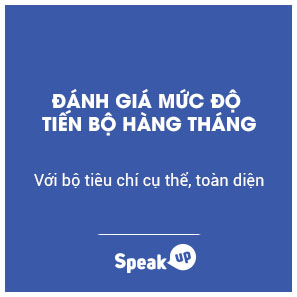 ĐÁNH GIÁ MỨC ĐỘ
TIẾN BỘ HÀNG THÁNG
Với bộ tiêu chí cụ thể, toàn diện
Speak up